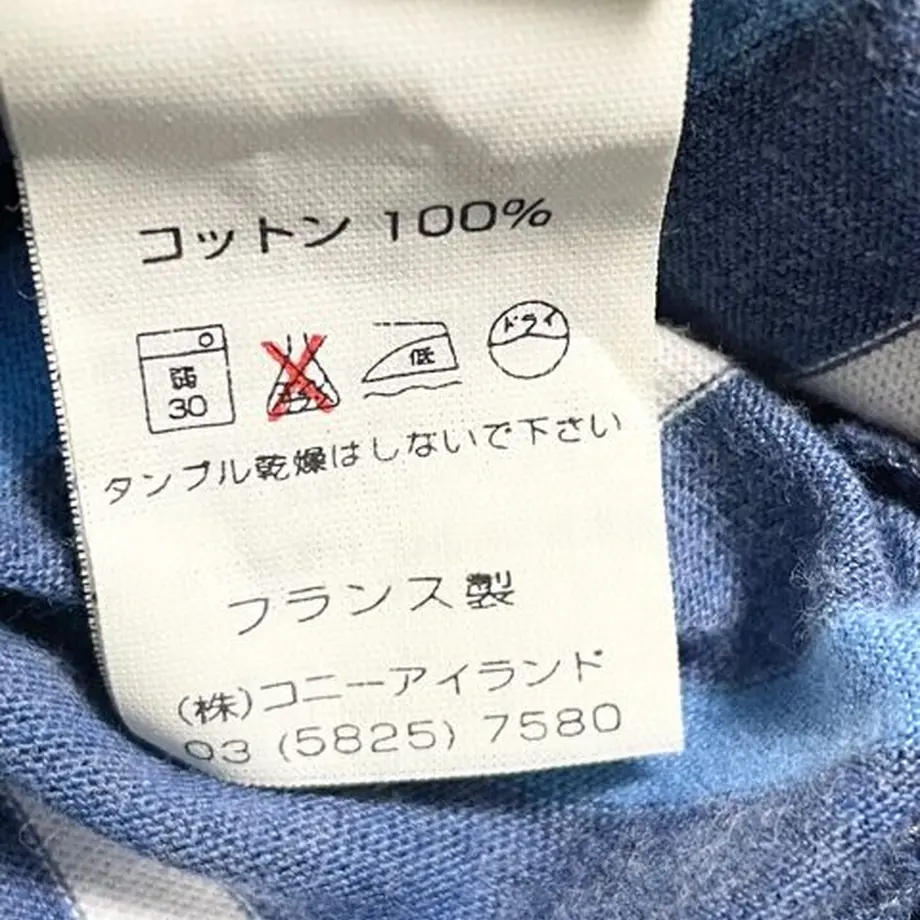 コットン 100%
弱
30
低
ドライ
タンブル乾燥はしないで下さい
フランス製
(株)コニーアイランド
03 (5825) 7580